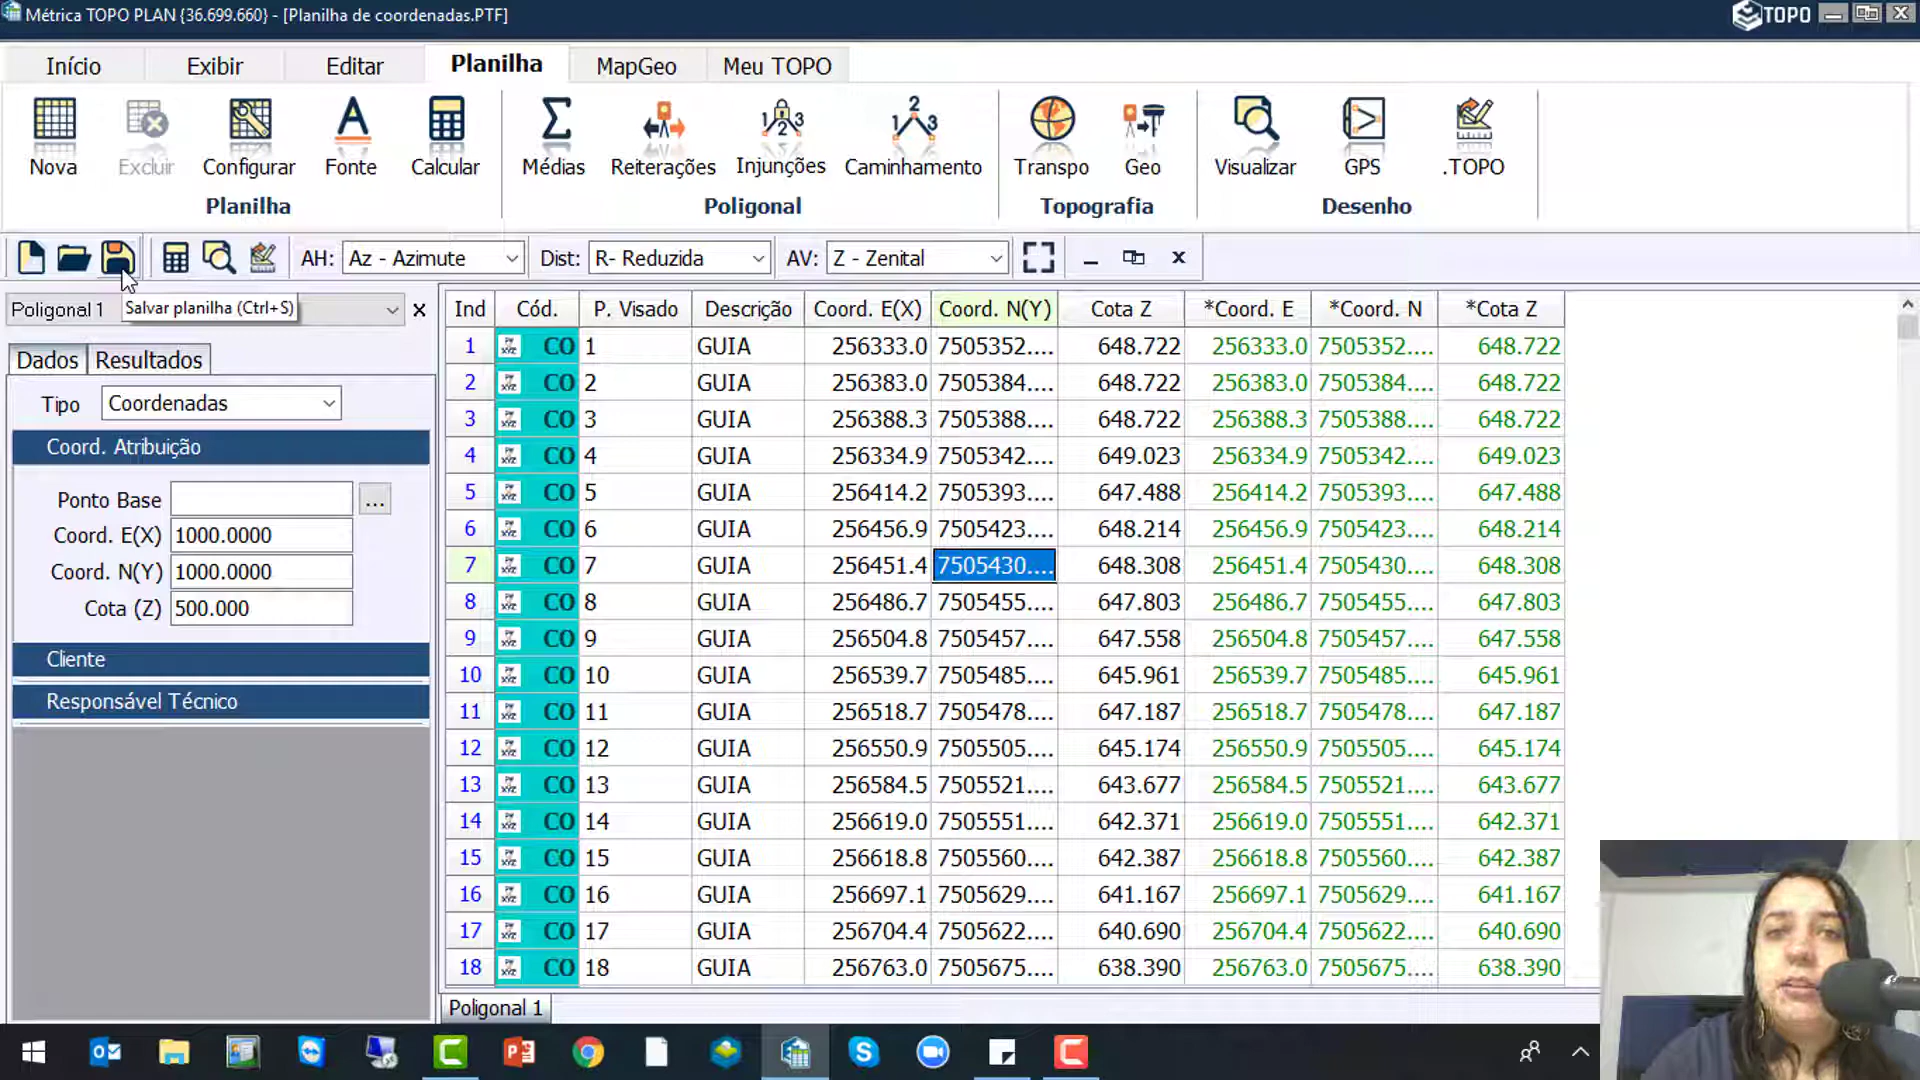 Métrica TOPO PLAN {36.699.660} - [Planilha de coordenadas.PTF]
TOPO
Início Exibir Editar Planilha MapGeo Meu TOPO
Nova Excluir Configurar Fonte Calcular Médias Reiterações Injunções Caminhamento Transpo Geo Visualizar GPS .TOPO
Planilha Poligonal Topografia Desenho
AH: Az - Azimute Dist: R- Reduzida AV: Z - Zenital
Poligonal 1
Salvar planilha (Ctrl+S)
Dados Resultados
Tipo Coordenadas
Coord. Atribuição
Ponto Base ...
Coord. E(X) 1000.0000
Coord. N(Y) 1000.0000
Cota (Z) 500.000
Cliente
Responsável Técnico
Ind Cód. P. Visado Descrição Coord. E(X) Coord. N(Y) Cota Z *Coord. E *Coord. N *Cota Z
1 CO 1 GUIA 256333.0 7505352.... 648.722 256333.0 7505352.... 648.722
2 CO 2 GUIA 256383.0 7505384.... 648.722 256383.0 7505384.... 648.722
3 CO 3 GUIA 256388.3 7505388.... 648.722 256388.3 7505388.... 648.722
4 CO 4 GUIA 256334.9 7505342.... 649.023 256334.9 7505342.... 649.023
5 CO 5 GUIA 256414.2 7505393.... 647.488 256414.2 7505393.... 647.488
6 CO 6 GUIA 256456.9 7505423.... 648.214 256456.9 7505423.... 648.214
7 CO 7 GUIA 256451.4 7505430.... 648.308 256451.4 7505430.... 648.308
8 CO 8 GUIA 256486.7 7505455.... 647.803 256486.7 7505455.... 647.803
9 CO 9 GUIA 256504.8 7505457.... 647.558 256504.8 7505457.... 647.558
10 CO 10 GUIA 256539.7 7505485.... 645.961 256539.7 7505485.... 645.961
11 CO 11 GUIA 256518.7 7505478.... 647.187 256518.7 7505478.... 647.187
12 CO 12 GUIA 256550.9 7505505.... 645.174 256550.9 7505505.... 645.174
13 CO 13 GUIA 256584.5 7505521.... 643.677 256584.5 7505521.... 643.677
14 CO 14 GUIA 256619.0 7505551.... 642.371 256619.0 7505551.... 642.371
15 CO 15 GUIA 256618.8 7505560.... 642.387 256618.8 7505560.... 642.387
16 CO 16 GUIA 256697.1 7505629.... 641.167 256697.1 7505629.... 641.167
17 CO 17 GUIA 256704.4 7505622.... 640.690 256704.4 7505622.... 640.690
18 CO 18 GUIA 256763.0 7505675.... 638.390 256763.0 7505675.... 638.390
Poligonal 1